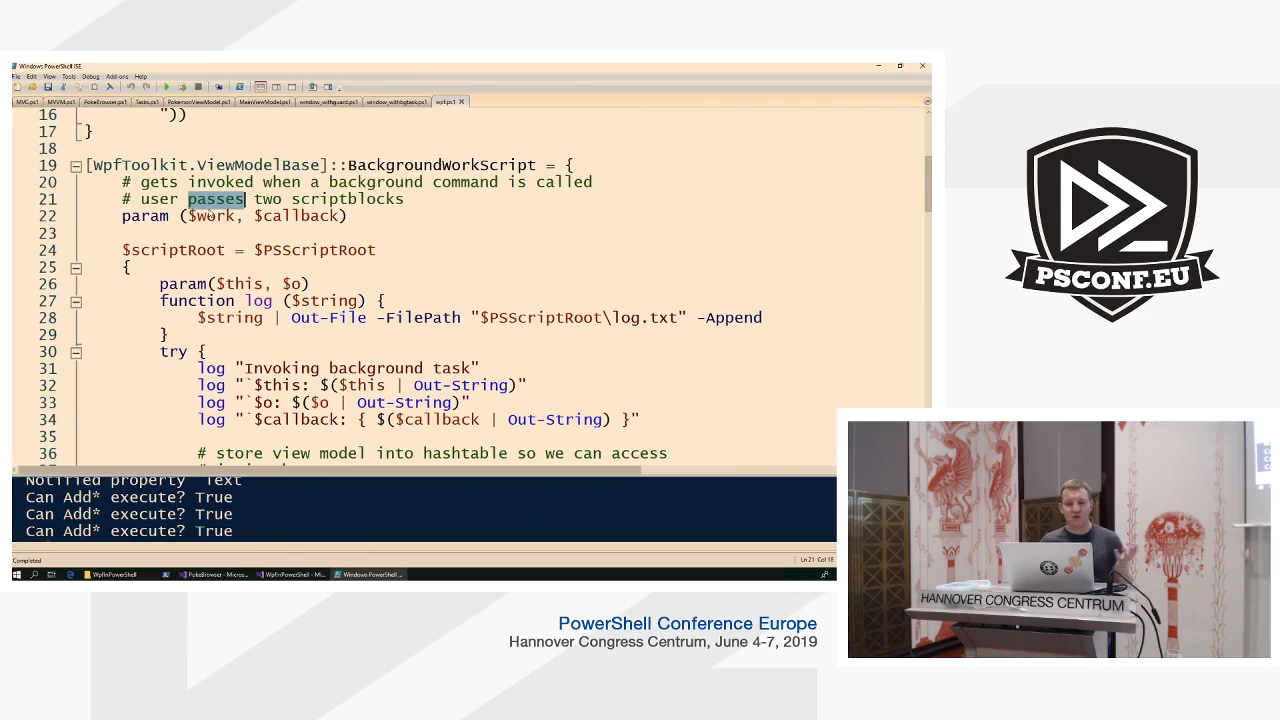 Windows PowerShell ISE
File Edit View Tools Debug Add-ons Help
MVC.ps1 MVVM.ps1 PokeBrowser.ps1 Tasks.ps1 PokemonViewModel.ps1 MainViewModel.ps1 window_withguard.ps1 window_withbgtask.ps1 wpf.ps1
16 "))
17 }
18
19 [WpfToolkit.ViewModelBase]::BackgroundWorkScript = {
20 # gets invoked when a background command is called
21 # user passes two scriptblocks
22 param ($work, $callback)
23
24 $scriptRoot = $PSScriptRoot
25 {
26 param($this, $o)
27 function log ($string) {
28 $string | Out-File -FilePath "$PSScriptRoot\log.txt" -Append
29 }
30 try {
31 log "Invoking background task"
32 log "`$this: $($this | Out-String)"
33 log "`$o: $($o | Out-String)"
34 log "`$callback: { $($callback | Out-String) }"
35
36 # store view model into hashtable so we can access
Notified property Text
Can Add* execute? True
Can Add* execute? True
Can Add* execute? True
Completed
Ln 21 Col 18
WpfInPowerShell
PokeBrowser - Micros...
WpfInPowerShell - Mi...
Windows PowerShell ...
PSCONF.EU
HANNOVER CONGRESS CENTRUM
PowerShell Conference Europe
Hannover Congress Centrum, June 4-7, 2019